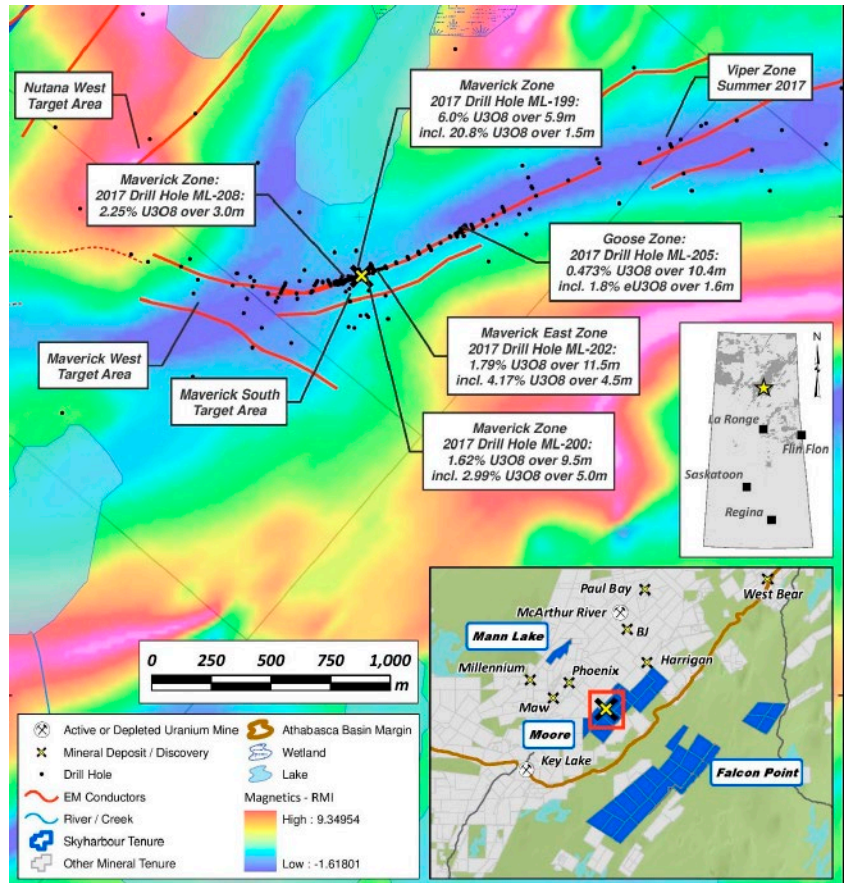 Nutana West
Target Area
Maverick Zone
2017 Drill Hole ML-199:
6.0% U3O8 over 5.9m
incl. 20.8% U3O8 over 1.5m
Viper Zone
Summer 2017
Maverick Zone:
2017 Drill Hole ML-208:
2.25% U3O8 over 3.0m
Goose Zone:
2017 Drill Hole ML-205:
0.473% U3O8 over 10.4m
incl. 1.8% eU3O8 over 1.6m
Maverick West
Target Area
Maverick South
Target Area
Maverick East Zone
2017 Drill Hole ML-202:
1.79% U3O8 over 11.5m
incl. 4.17% U3O8 over 4.5m
Maverick Zone
2017 Drill Hole ML-200:
1.62% U3O8 over 9.5m
incl. 2.99% U3O8 over 5.0m
N
La Ronge
Flin Flon
Saskatoon
Regina
0 250 500 750 1,000
m
Active or Depleted Uranium Mine
Mineral Deposit / Discovery
Drill Hole
EM Conductors
River / Creek
Skyharbour Tenure
Other Mineral Tenure
Athabasca Basin Margin
Wetland
Lake
Magnetics - RMI
High : 9.34954
Low : -1.61801
Paul Bay
West Bear
McArthur River
BJ
Mann Lake
Harrigan
Millennium
Phoenix
Maw
Moore
Key Lake
Falcon Point